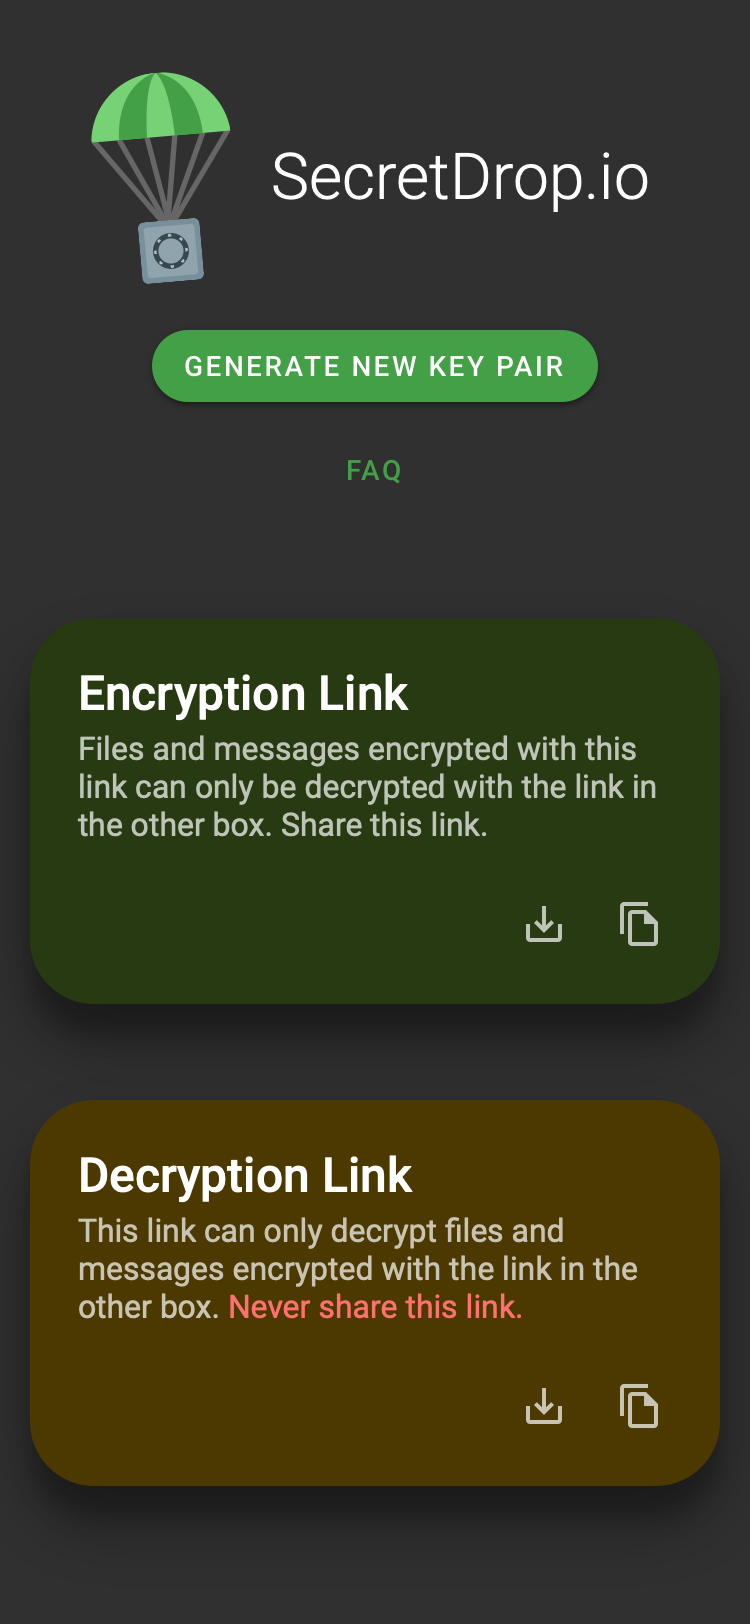 SecretDrop.io
GENERATE NEW KEY PAIR
FAQ
Encryption Link
Files and messages encrypted with this
link can only be decrypted with the link in
the other box. Share this link.
Decryption Link
This link can only decrypt files and
messages encrypted with the link in the
other box. Never share this link.